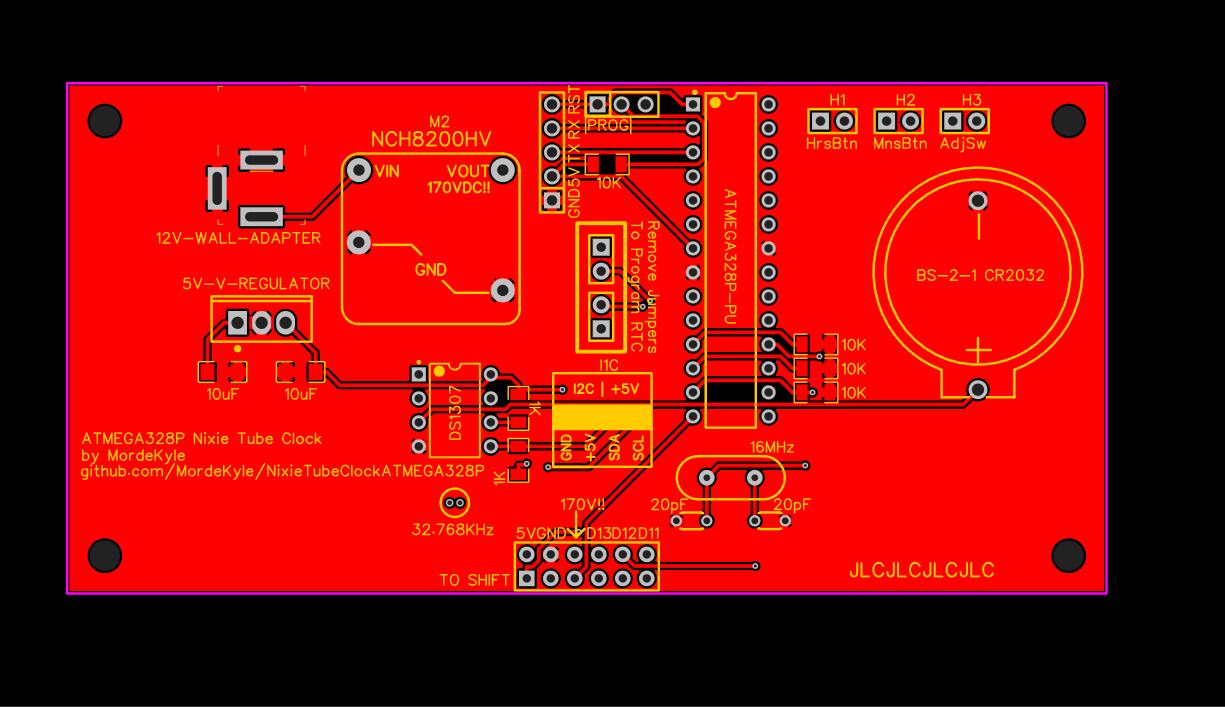 H1
H2
H3
HrsBtn
MnsBtn
AdjSw
M2
NCH8200HV
VIN
VOUT
170VDC!!
GND
12V-WALL-ADAPTER
5V-V-REGULATOR
10uF
10uF
RST
RX
TX
5V
GND
PROG
10K
Remove Jumpers
To Program RTC
ATMEGA328P-PU
BS-2-1 CR2032
10K
10K
10K
I1C
I2C | +5V
GND
+5V
SDA
SCL
DS1307
1K
1K
ATMEGA328P Nixie Tube Clock
by MordeKyle
github.com/MordeKyle/NixieTubeClockATMEGA328P
32.768KHz
16MHz
20pF
20pF
170V!!
5VGND
D13D12D11
TO SHIFT
JLCJLCJLCJLC